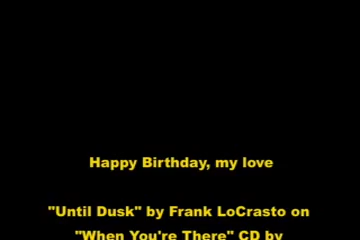 Happy Birthday, my love
"Until Dusk" by Frank LoCrasto on
"When You're There" CD by